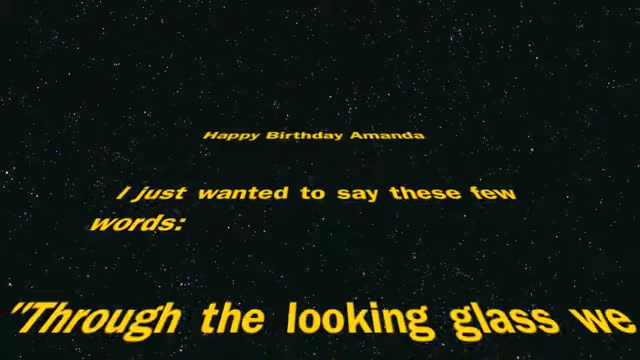 Happy Birthday Amanda
I just wanted to say these few
words:
"Through the looking glass we